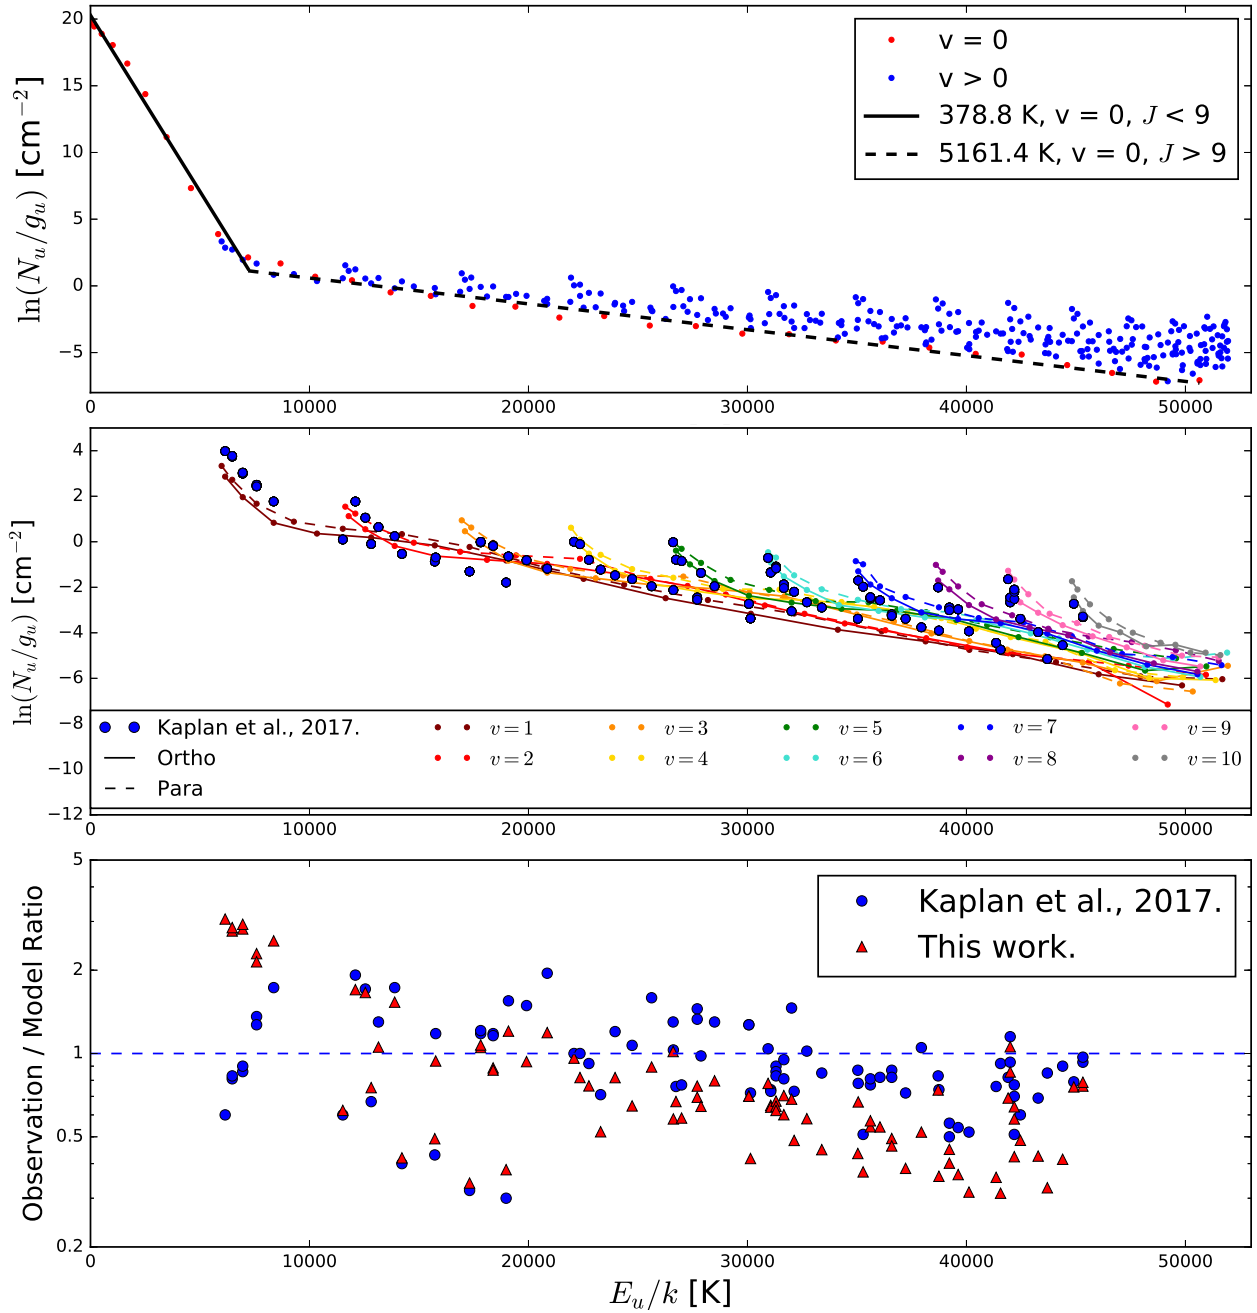 20
15
10
5
0
−5
ln(N_u/g_u) [cm⁻²]
v = 0
v > 0
378.8 K, v = 0, J < 9
5161.4 K, v = 0, J > 9
0 10000 20000 30000 40000 50000
4
2
0
−2
−4
−6
−8
−10
−12
ln(N_u/g_u) [cm⁻²]
Kaplan et al., 2017. v=1 v=3 v=5 v=7 v=9
Ortho v=2 v=4 v=6 v=8 v=10
Para
0 10000 20000 30000 40000 50000
5
2
1
0.5
0.2
Observation / Model Ratio
Kaplan et al., 2017.
This work.
0 10000 20000 30000 40000 50000
E_u/k [K]